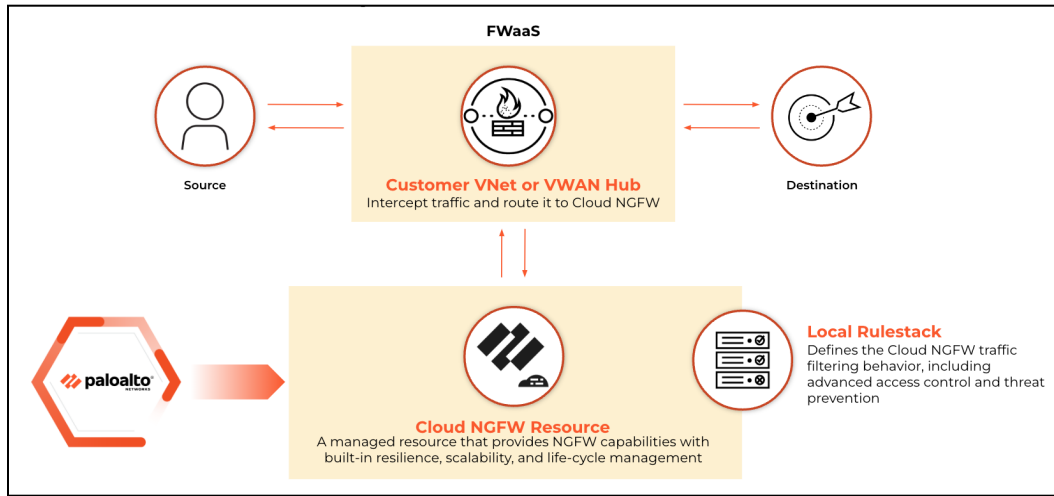 FWaaS
Source
Customer VNet or VWAN Hub
Intercept traffic and route it to Cloud NGFW
Destination
paloalto®
NETWORKS
Cloud NGFW Resource
A managed resource that provides NGFW capabilities with
built-in resilience, scalability, and life-cycle management
Local Rulestack
Defines the Cloud NGFW traffic
filtering behavior, including
advanced access control and threat
prevention